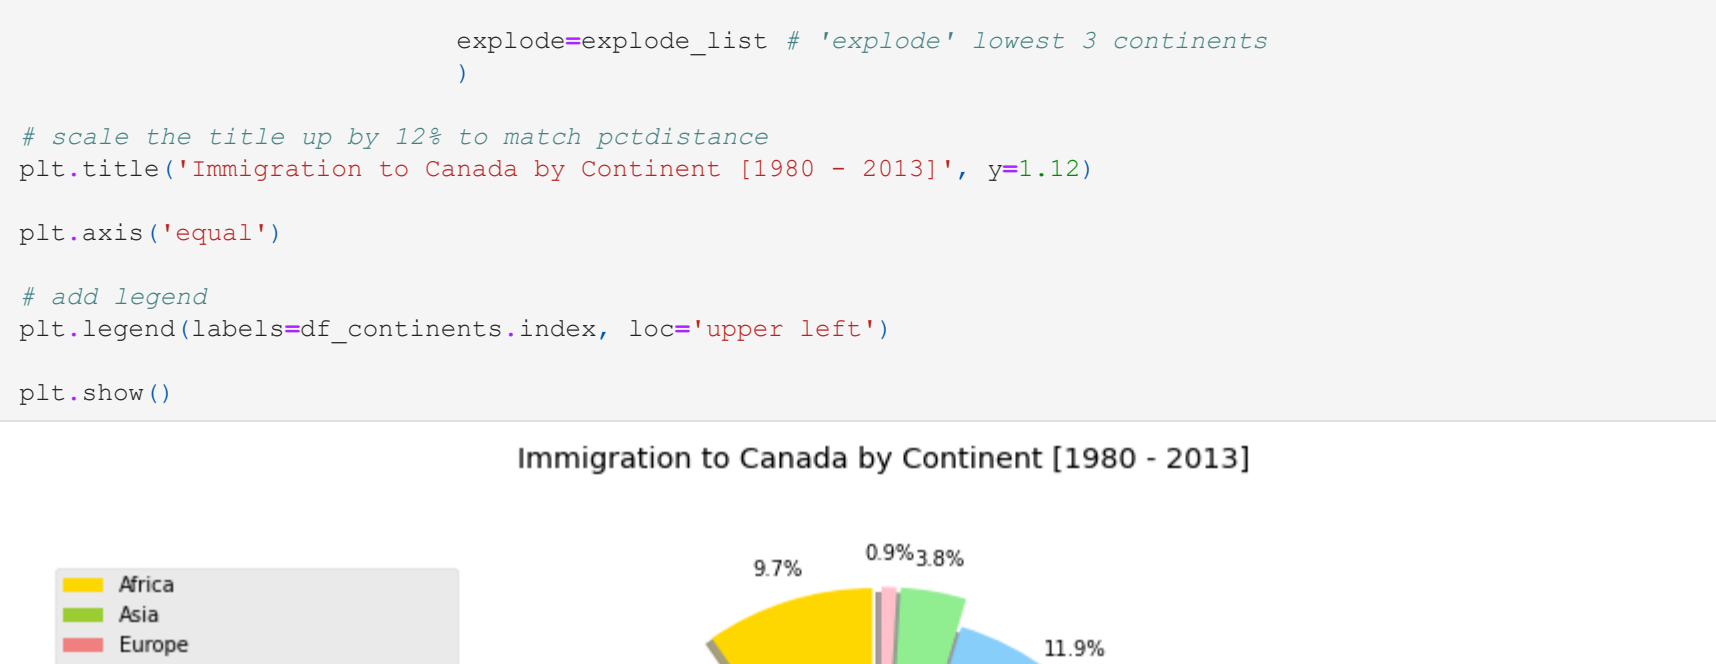 explode=explode_list # 'explode' lowest 3 continents
)
# scale the title up by 12% to match pctdistance
plt.title('Immigration to Canada by Continent [1980 - 2013]', y=1.12)
plt.axis('equal')
# add legend
plt.legend(labels=df_continents.index, loc='upper left')
plt.show()
Immigration to Canada by Continent [1980 - 2013]
0.9% 3.8%
9.7%
Africa
Asia
Europe
11.9%